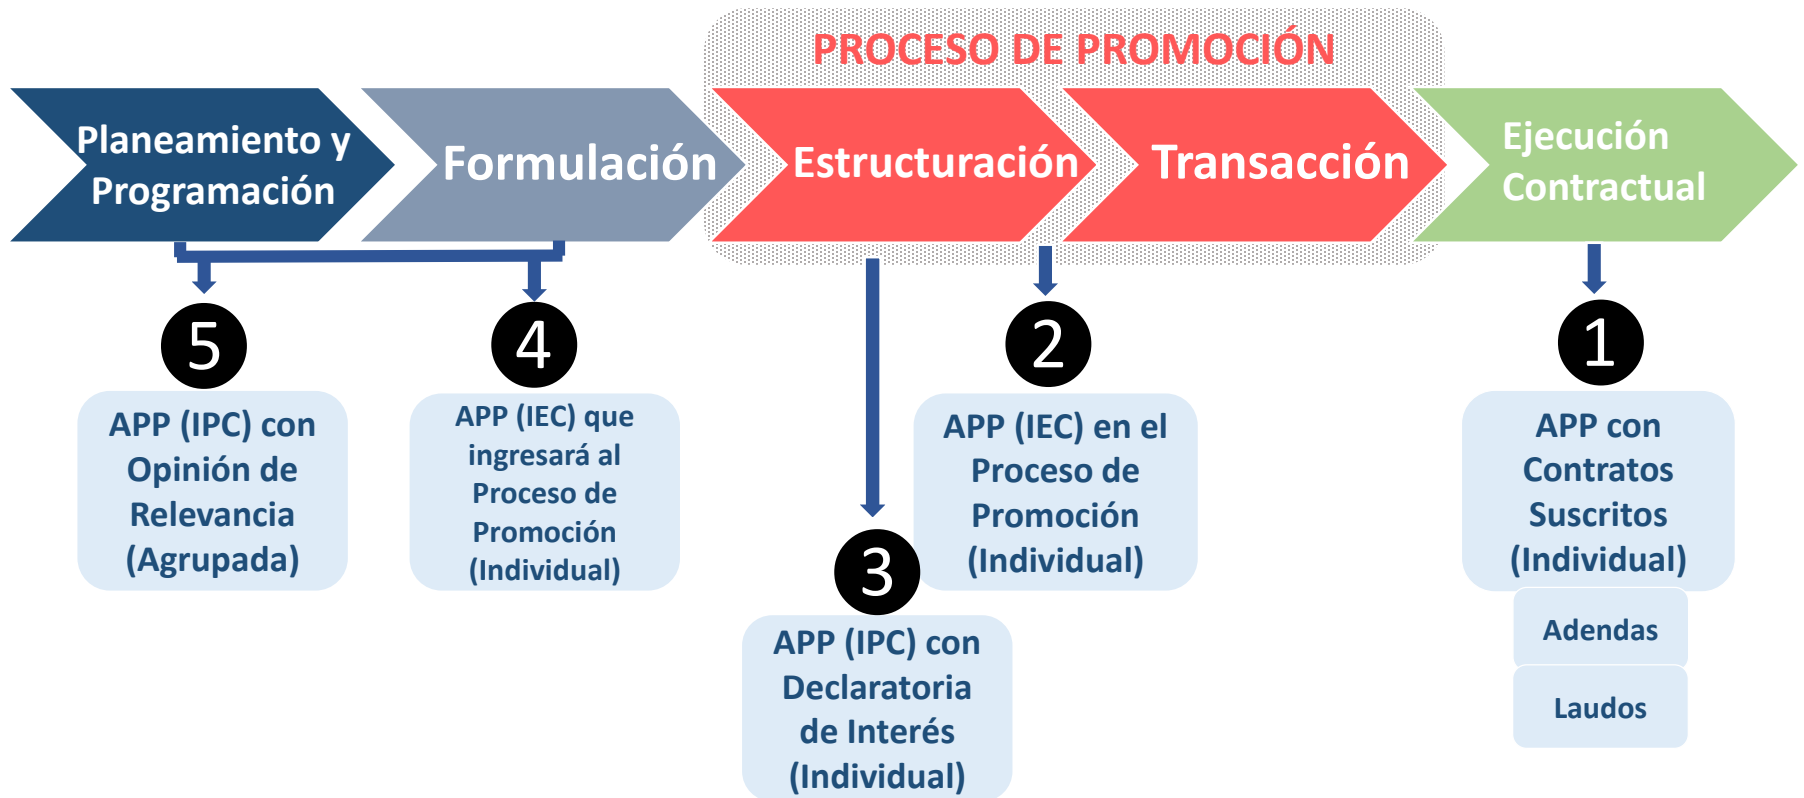 PROCESO DE PROMOCIÓN
Planeamiento y
Programación
Formulación
Estructuración
Transacción
Ejecución
Contractual
5
APP (IPC) con
Opinión de
Relevancia
(Agrupada)
4
APP (IEC) que
ingresará al
Proceso de
Promoción
(Individual)
3
APP (IPC) con
Declaratoria
de Interés
(Individual)
2
APP (IEC) en el
Proceso de
Promoción
(Individual)
1
APP con
Contratos
Suscritos
(Individual)
Adendas
Laudos